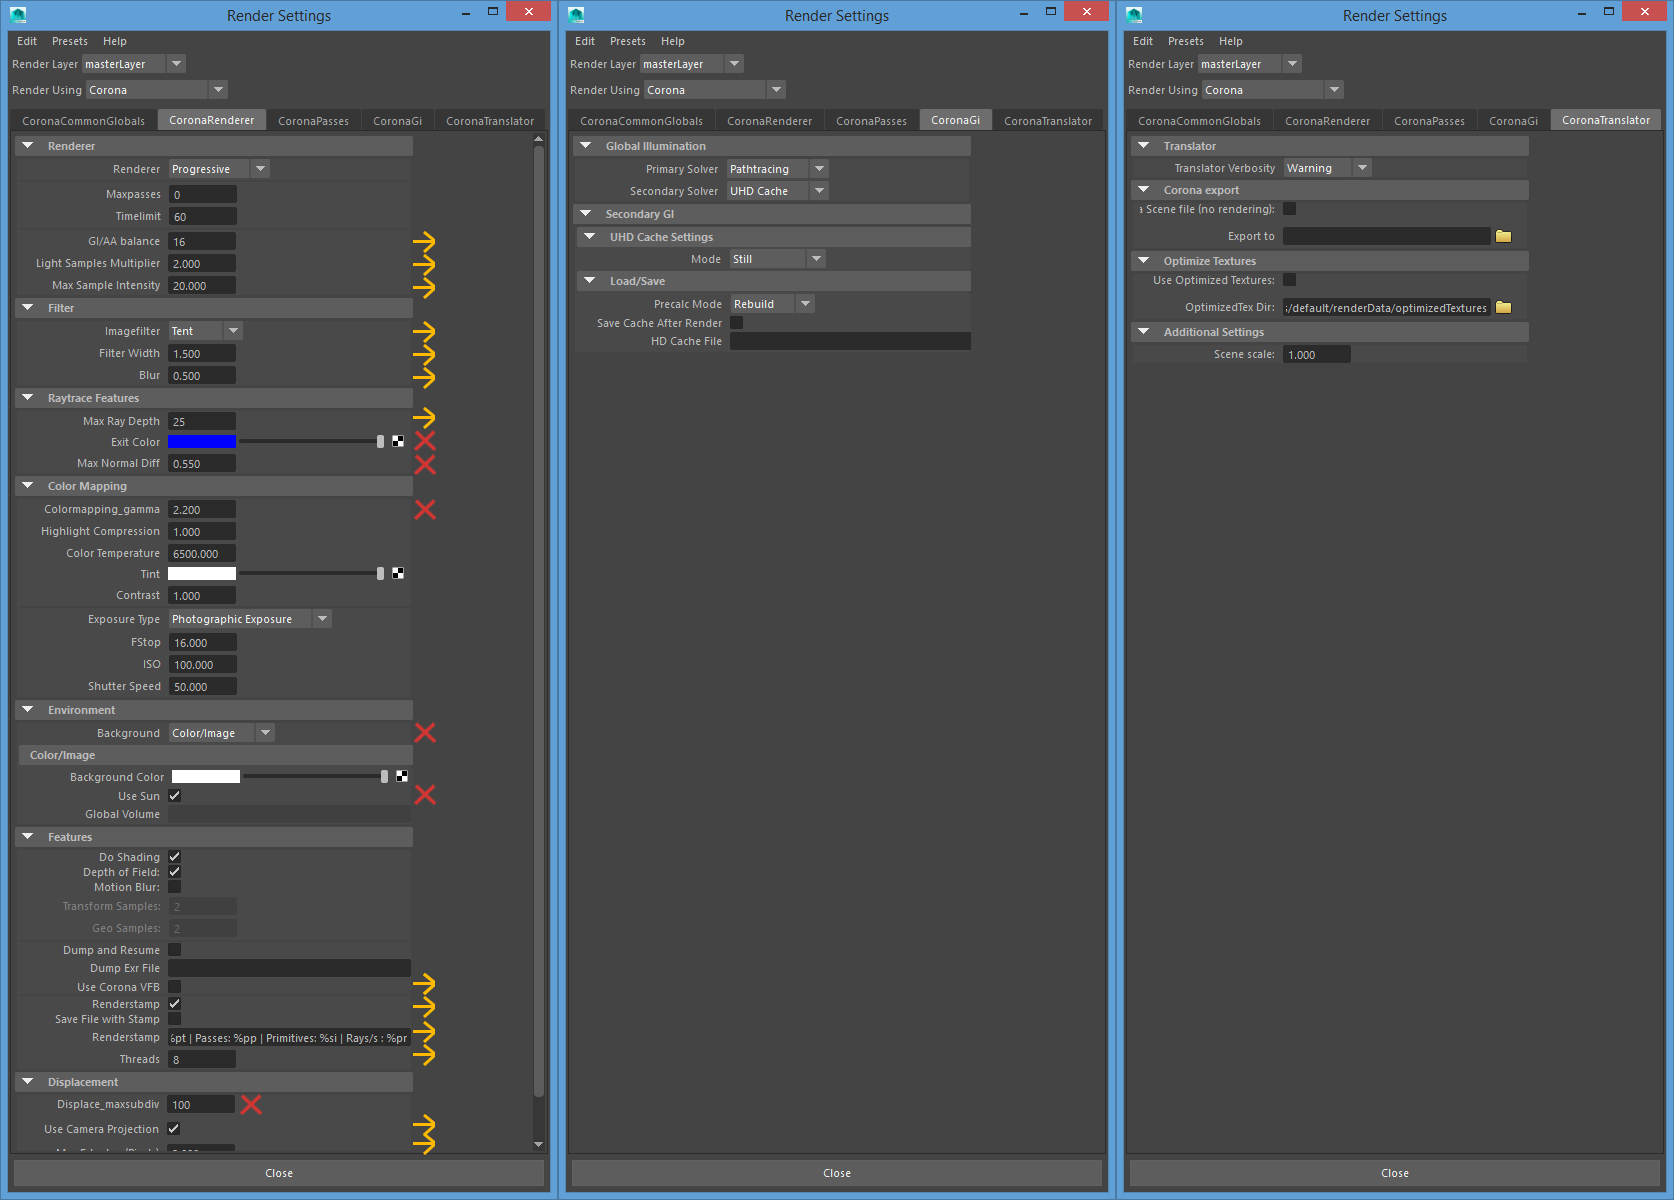 Render Settings
Edit Presets Help
Render Layer masterLayer
Render Using Corona
CoronaCommonGlobals CoronaRenderer CoronaPasses CoronaGi CoronaTranslator
Renderer
Renderer Progressive
Maxpasses 0
Timelimit 60
GI/AA balance 16
Light Samples Multiplier 2.000
Max Sample Intensity 20.000
Filter
Imagefilter Tent
Filter Width 1.500
Blur 0.500
Raytrace Features
Max Ray Depth 25
Exit Color
Max Normal Diff 0.550
Color Mapping
Colormapping_gamma 2.200
Highlight Compression 1.000
Color Temperature 6500.000
Tint
Contrast 1.000
Exposure Type Photographic Exposure
FStop 16.000
ISO 100.000
Shutter Speed 50.000
Environment
Background Color/Image
Color/Image
Background Color
Use Sun
Global Volume
Features
Do Shading
Depth of Field:
Motion Blur:
Transform Samples: 2
Geo Samples: 2
Dump and Resume
Dump Exr File
Use Corona VFB
Renderstamp
Save File with Stamp
Renderstamp %pt | Passes: %pp | Primitives: %si | Rays/s : %pr
Threads 8
Displacement
Displace_maxsubdiv 100
Use Camera Projection
Close
Render Settings
Edit Presets Help
Render Layer masterLayer
Render Using Corona
CoronaCommonGlobals CoronaRenderer CoronaPasses CoronaGi CoronaTranslator
Global Illumination
Primary Solver Pathtracing
Secondary Solver UHD Cache
Secondary GI
UHD Cache Settings
Mode Still
Load/Save
Precalc Mode Rebuild
Save Cache After Render
HD Cache File
Close
Render Settings
Edit Presets Help
Render Layer masterLayer
Render Using Corona
CoronaCommonGlobals CoronaRenderer CoronaPasses CoronaGi CoronaTranslator
Translator
Translator Verbosity Warning
Corona export
a Scene file (no rendering):
Export to
Optimize Textures
Use Optimized Textures:
OptimizedTex Dir: :/default/renderData/optimizedTextures
Additional Settings
Scene scale: 1.000
Close